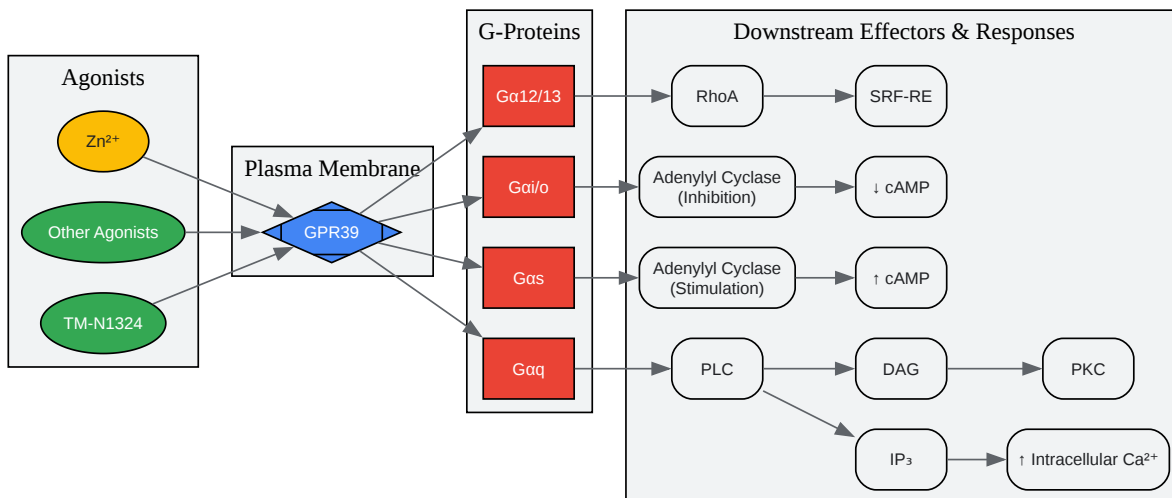 Agonists
Zn²⁺
Other Agonists
TM-N1324
Plasma Membrane
GPR39
G-Proteins
Gα12/13
Gαi/o
Gαs
Gαq
Downstream Effectors & Responses
RhoA
SRF-RE
Adenylyl Cyclase
(Inhibition)
↓ cAMP
Adenylyl Cyclase
(Stimulation)
↑ cAMP
PLC
DAG
PKC
IP₃
↑ Intracellular Ca²⁺